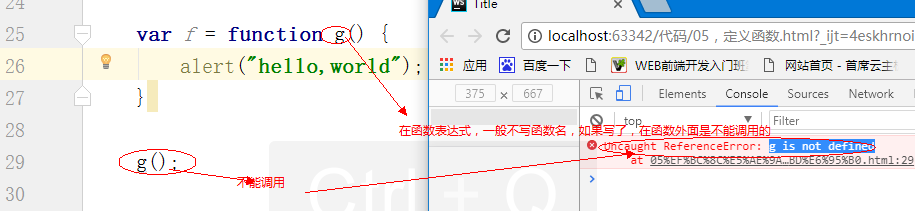 24
25 var f = function g() {
26 alert("hello,world");
27 }
28
29 g();
30
在函数表达式，一般不写函数名，如果写了，在函数外面是不能调用的
不能调用
Ctrl + Q
WS Title
localhost:63342/代码/05，定义函数.html?_ijt=4eskhrnoi
应用 百度一下 WEB前端开发入门班 网站首页 - 首席云主
375 × 667 Elements Console Sources
top Filter
Uncaught ReferenceError: g is not defined
at 05%EF%BC%8C%E5%AE%9A…BD%E6%95%B0.html:29